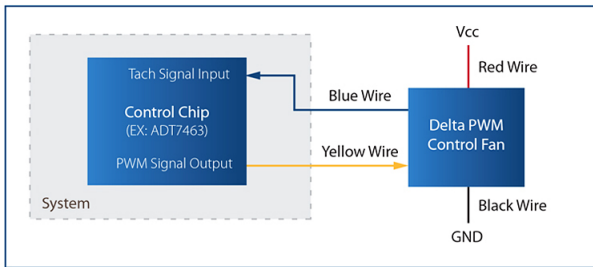 Vcc
Tach Signal Input
Red Wire
Blue Wire
Control Chip
(EX: ADT7463)
Delta PWM
Control Fan
PWM Signal Output
Yellow Wire
System
Black Wire
GND